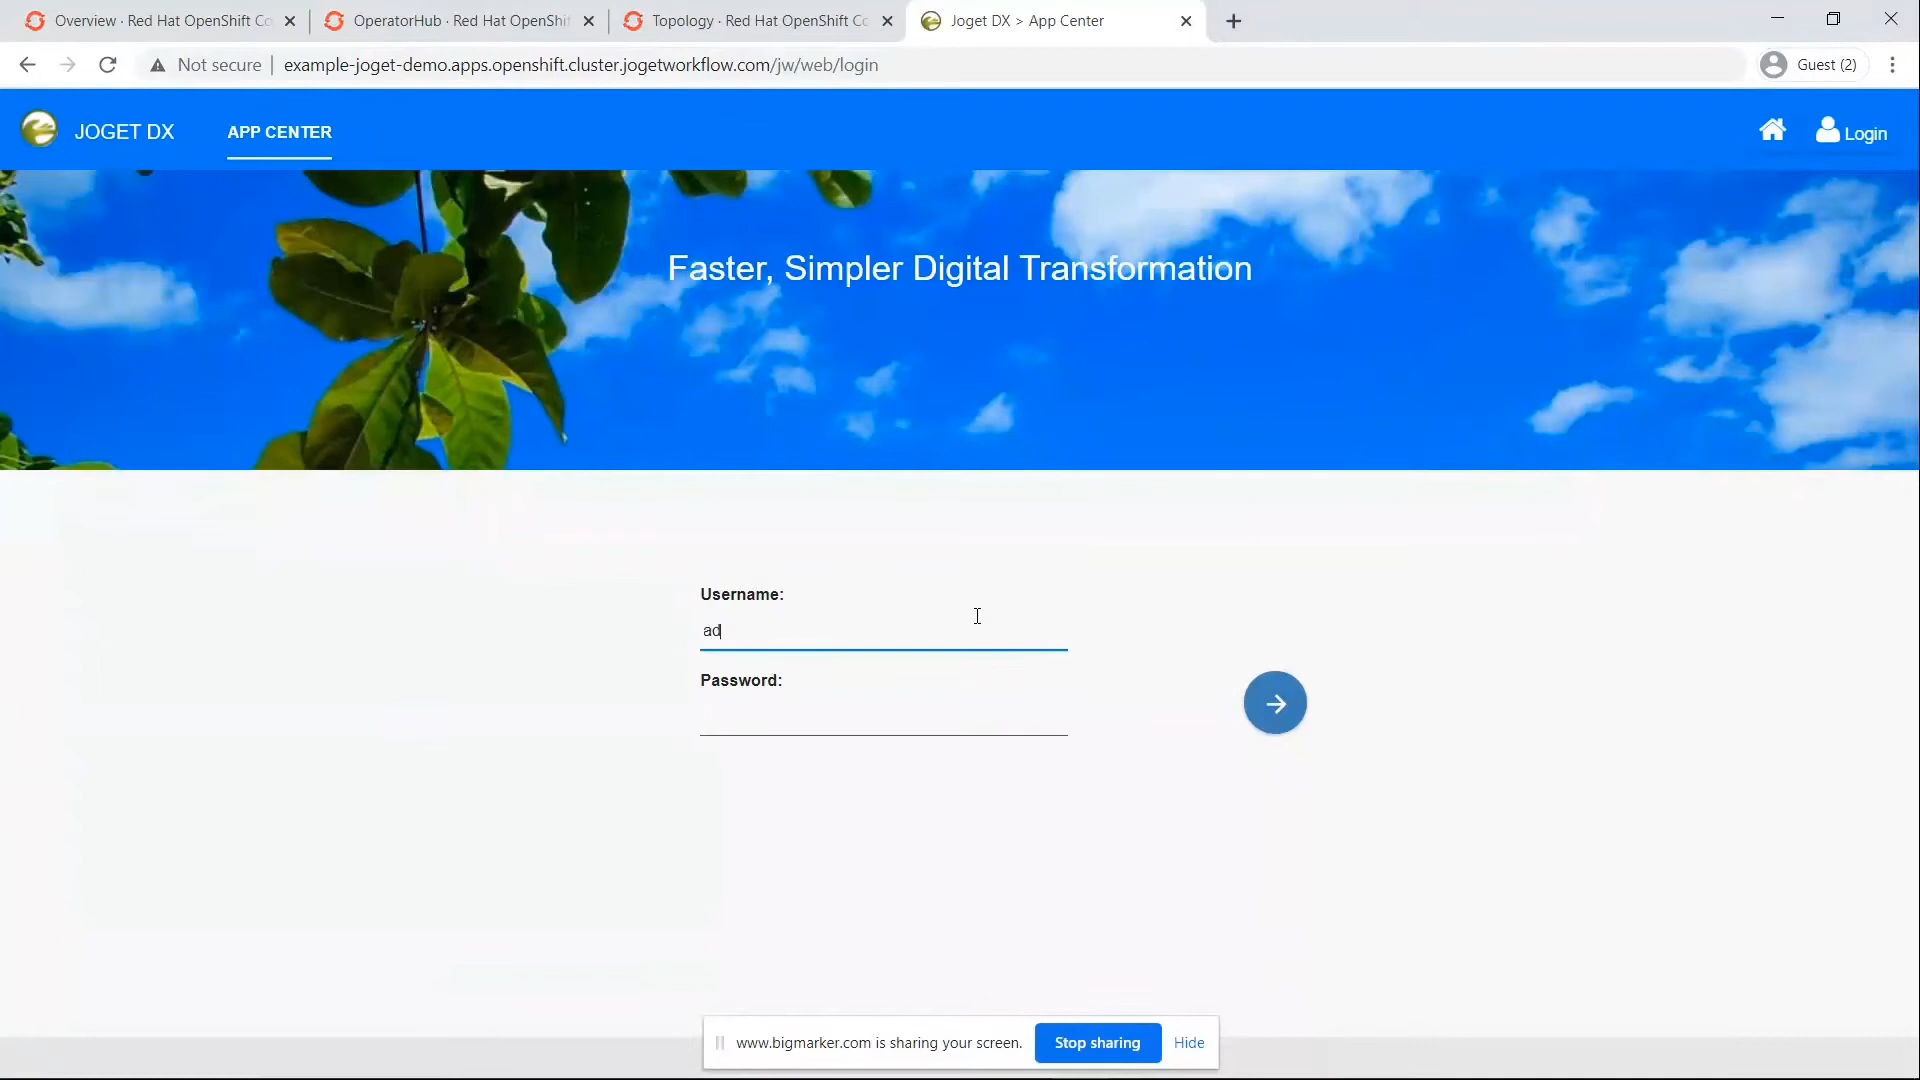 Overview · Red Hat OpenShift Co
OperatorHub · Red Hat OpenShi
Topology · Red Hat OpenShift Co
Joget DX > App Center
Not secure
example-joget-demo.apps.openshift.cluster.jogetworkflow.com/jw/web/login
Guest (2)
JOGET DX
APP CENTER
Login
Faster, Simpler Digital Transformation
Username:
ad
Password:
www.bigmarker.com is sharing your screen.
Stop sharing
Hide